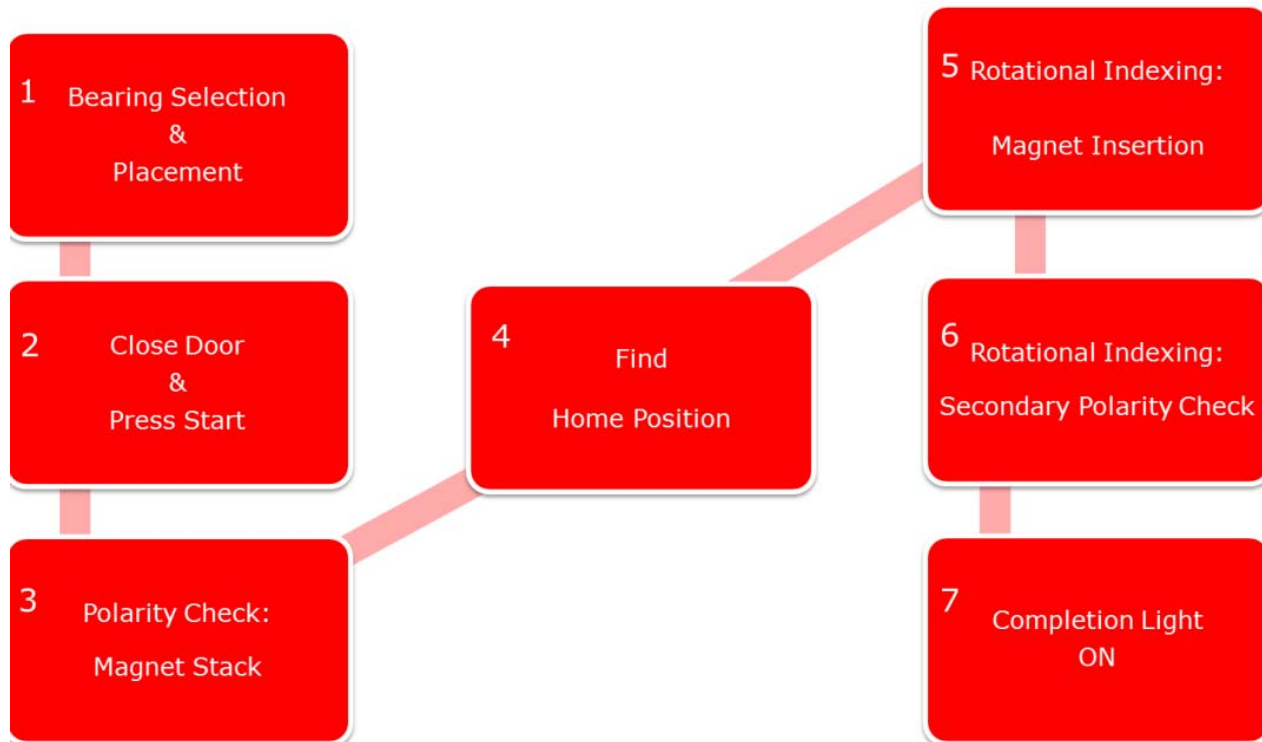 1
Bearing Selection
&
Placement
2
Close Door
&
Press Start
3
Polarity Check:
Magnet Stack
4
Find
Home Position
5
Rotational Indexing:
Magnet Insertion
6
Rotational Indexing:
Secondary Polarity Check
7
Completion Light
ON